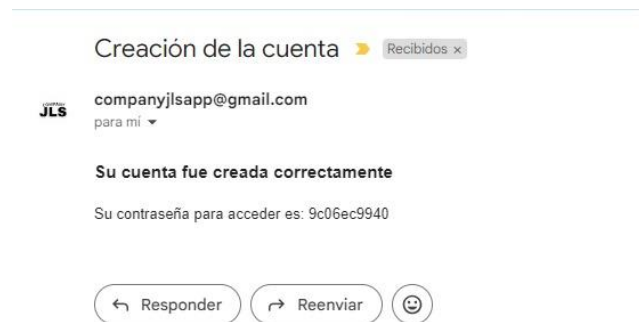 Creación de la cuenta Recibidos ×
companyjlsapp@gmail.com
JLS
para mí
Su cuenta fue creada correctamente
Su contraseña para acceder es: 9c06ec9940
Responder Reenviar